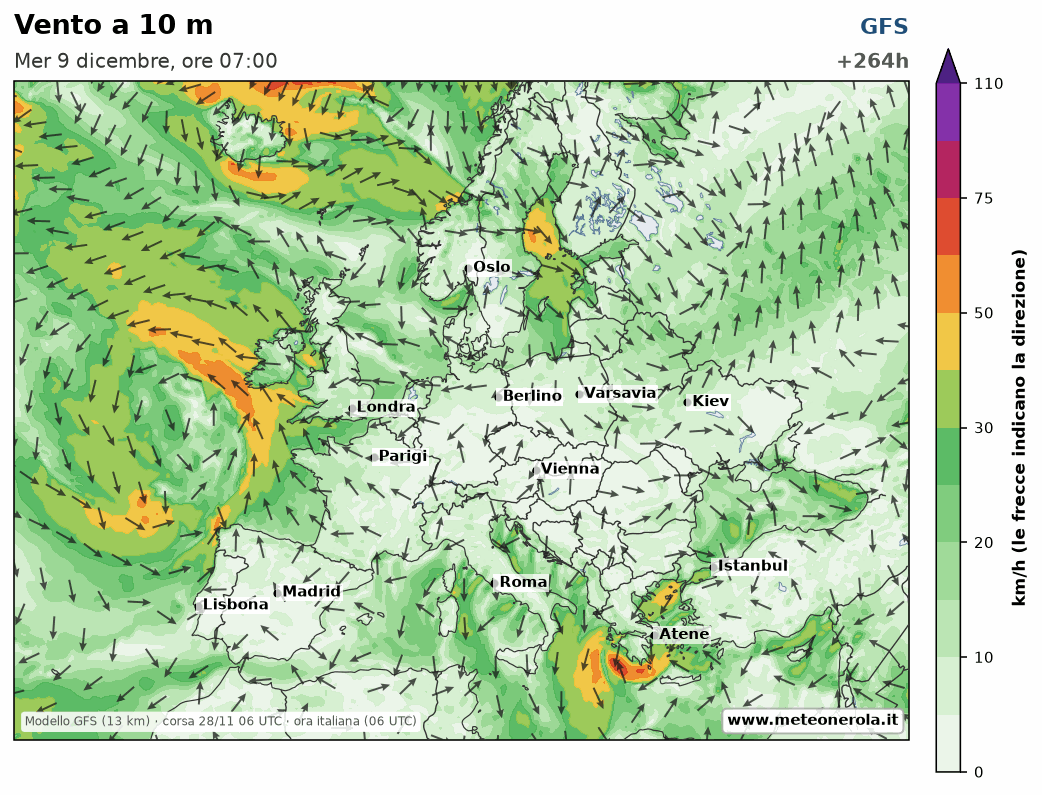 Vento a 10 m
GFS
Mer 9 dicembre, ore 07:00
+264h
110
75
50
30
20
10
0
km/h (le frecce indicano la direzione)
Oslo
Berlino
Varsavia
Kiev
Londra
Parigi
Vienna
Istanbul
Roma
Madrid
Lisbona
Atene
Modello GFS (13 km) · corsa 28/11 06 UTC · ora italiana (06 UTC)
www.meteonerola.it